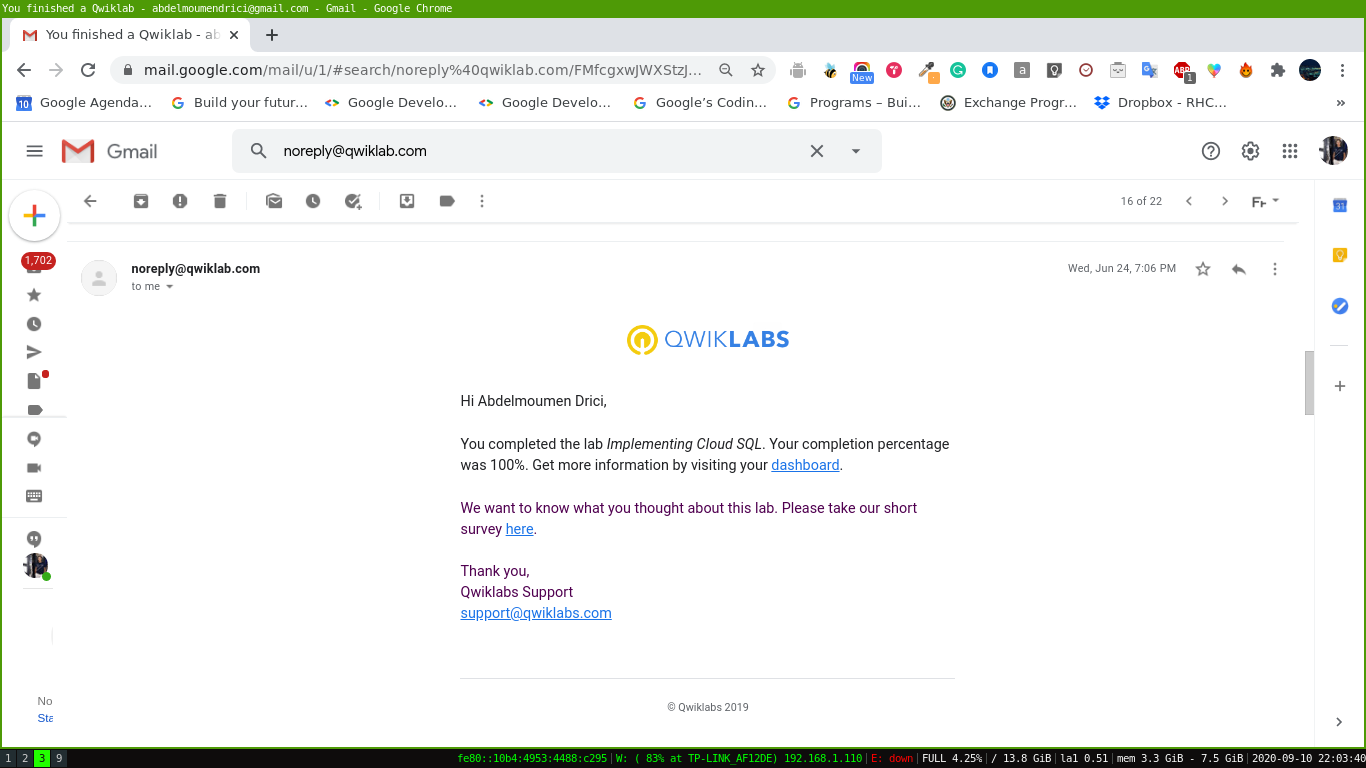 You finished a Qwiklab - abdelmoumendrici@gmail.com - Gmail - Google Chrome
You finished a Qwiklab - ab
mail.google.com/mail/u/1/#search/noreply%40qwiklab.com/FMfcgxwJWXStzJ...
New
ABP
1
Google Agenda...
Build your futur...
Google Develo...
Google Develo...
Google's Codin...
Programs – Bui...
Exchange Progr...
Dropbox - RHC...
»
Gmail
noreply@qwiklab.com
16 of 22
1,702
noreply@qwiklab.com
Wed, Jun 24, 7:06 PM
to me
QWIKLABS
Hi Abdelmoumen Drici,
You completed the lab Implementing Cloud SQL. Your completion percentage
was 100%. Get more information by visiting your dashboard.
We want to know what you thought about this lab. Please take our short
survey here.
Thank you,
Qwiklabs Support
support@qwiklabs.com
No
Sta
© Qwiklabs 2019
1 2 3 9
fe80::10b4:4953:4488:c295 | W: ( 83% at TP-LINK_AF12DE) 192.168.1.110 | E: down | FULL 4.25% | / 13.8 GiB | la1 0.51 | mem 3.3 GiB - 7.5 GiB | 2020-09-10 22:03:40